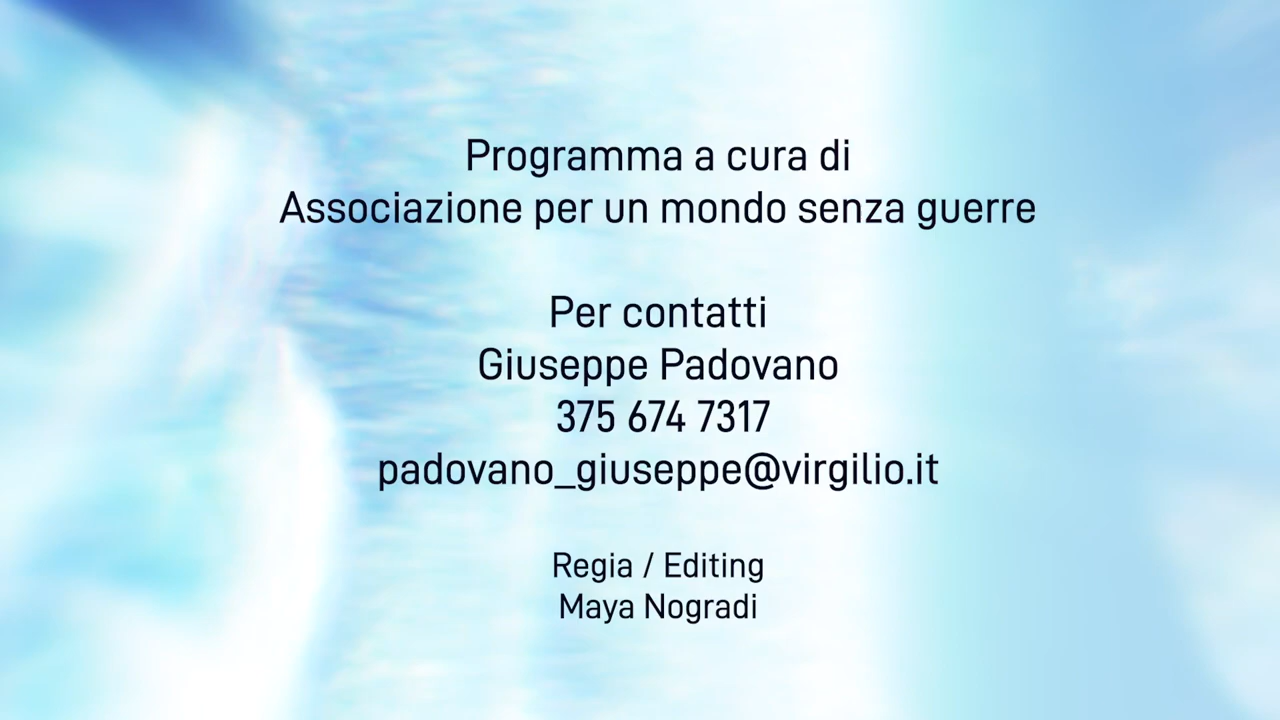 Programma a cura di
Associazione per un mondo senza guerre
Per contatti
Giuseppe Padovano
375 674 7317
padovano_giuseppe@virgilio.it
Regia / Editing
Maya Nogradi